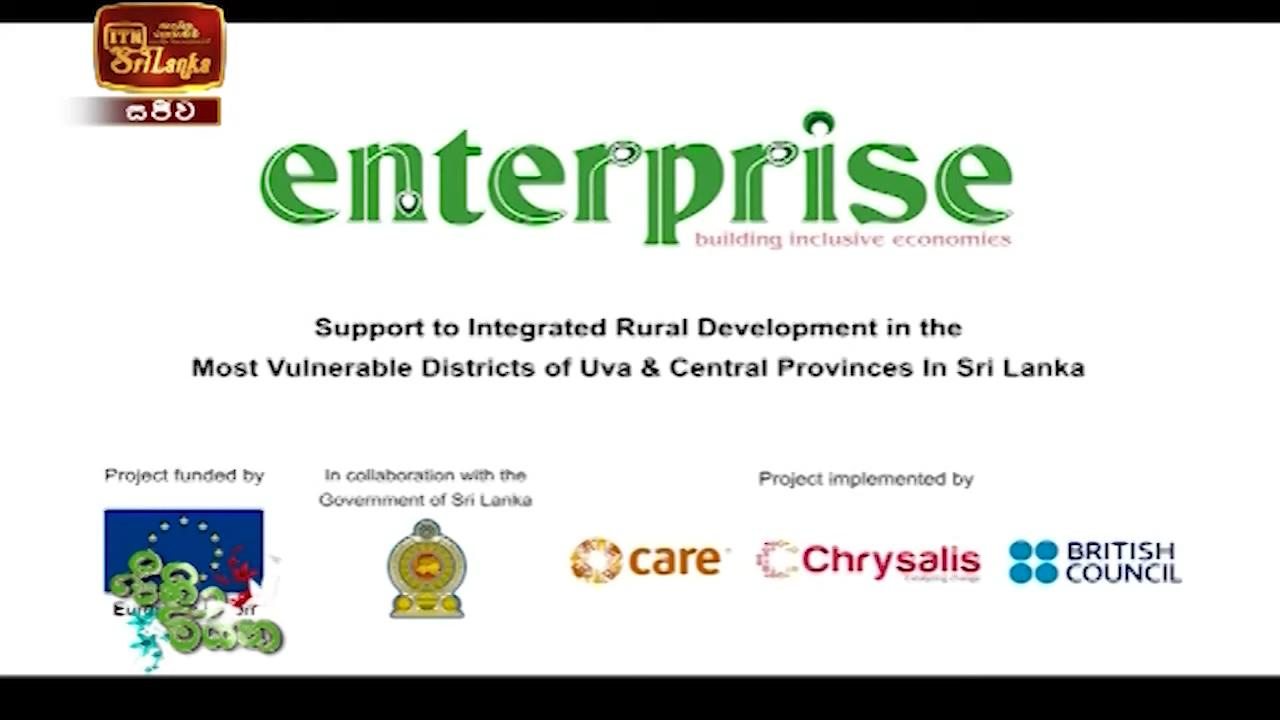 ITN
Sri Lanka
සජීව
enterprise
building inclusive economies
Support to Integrated Rural Development in the
Most Vulnerable Districts of Uva & Central Provinces In Sri Lanka
Project funded by
In collaboration with the
Government of Sri Lanka
Project implemented by
care
Chrysalis
Catalyzing change
BRITISH
COUNCIL